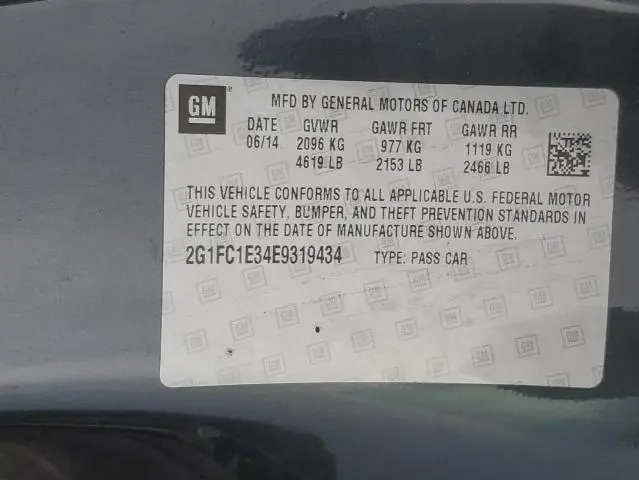 GM MFD BY GENERAL MOTORS OF CANADA LTD.
DATE GVWR GAWR FRT GAWR RR
06/14 2096 KG 977 KG 1119 KG
4619 LB 2153 LB 2466 LB
THIS VEHICLE CONFORMS TO ALL APPLICABLE U.S. FEDERAL MOTOR
VEHICLE SAFETY, BUMPER, AND THEFT PREVENTION STANDARDS IN
EFFECT ON THE DATE OF MANUFACTURE SHOWN ABOVE.
2G1FC1E34E9319434 TYPE: PASS CAR